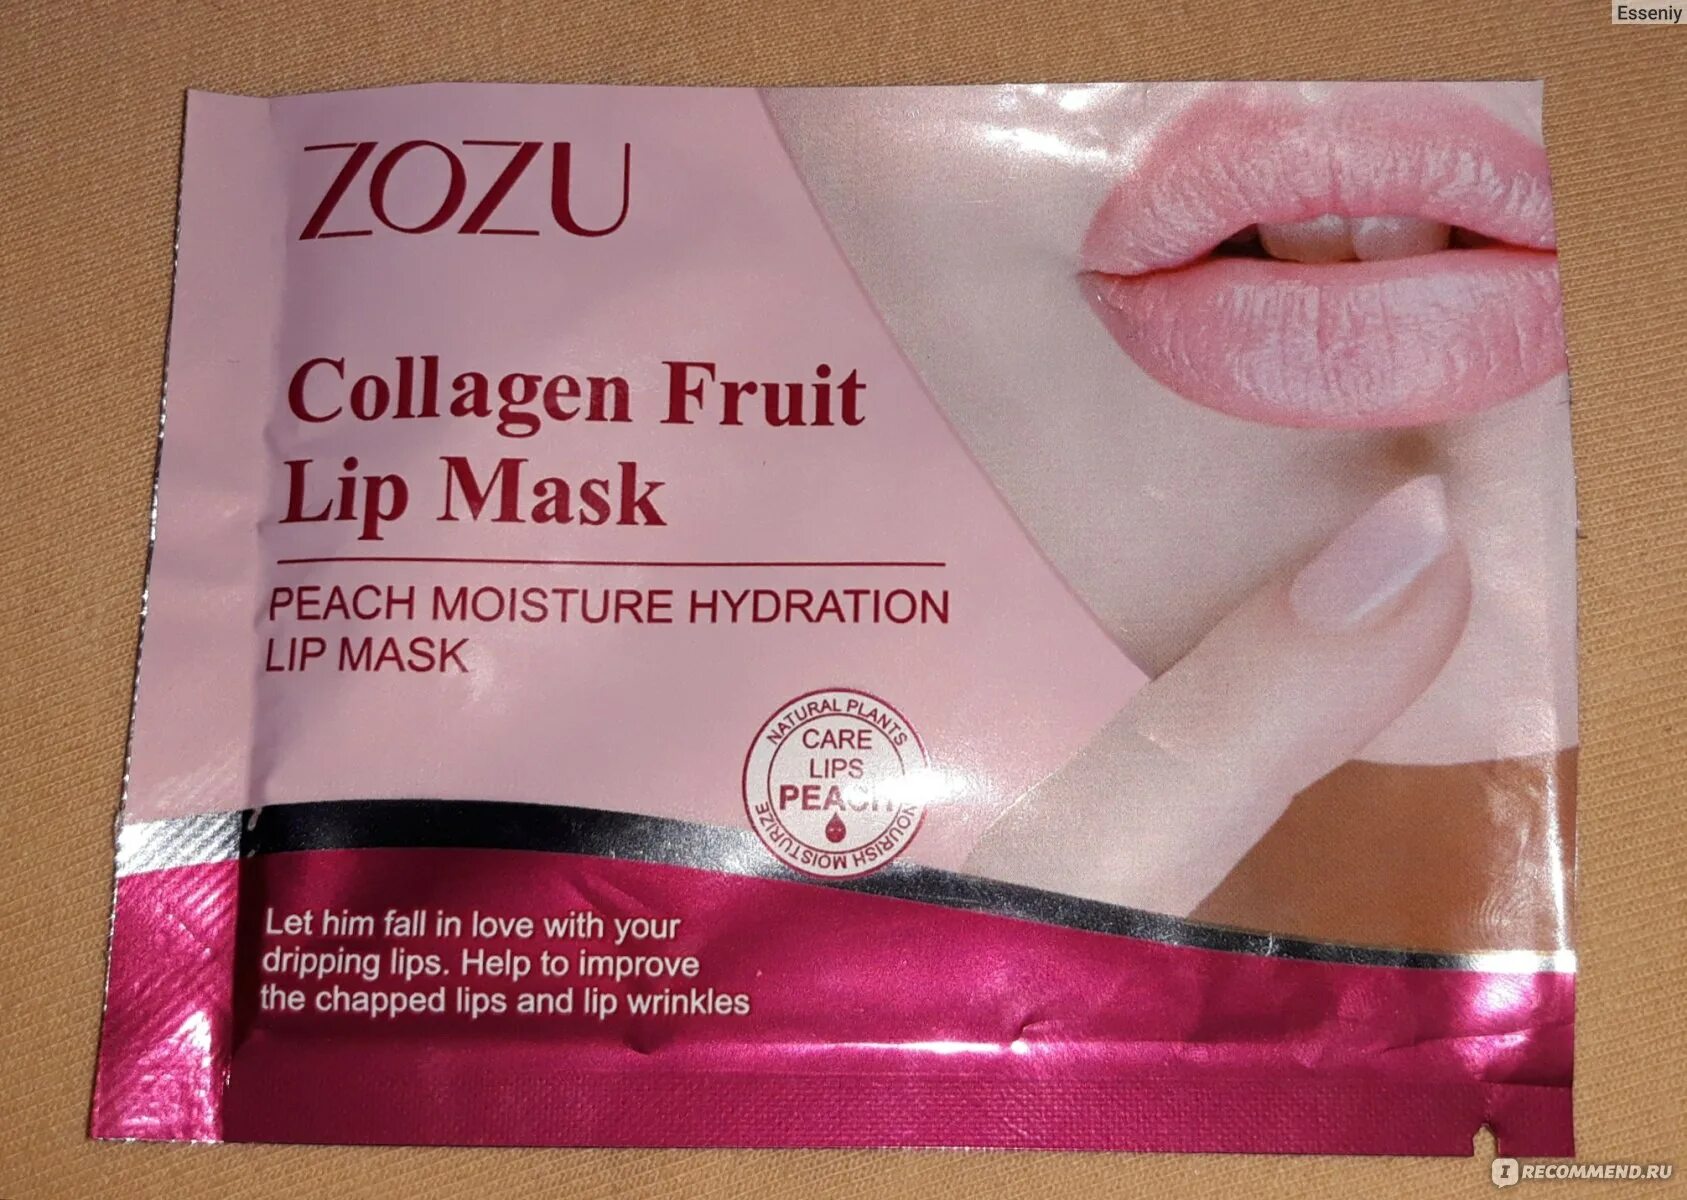 Esseniy
ZOZU
Collagen Fruit
Lip Mask
PEACH MOISTURE HYDRATION
LIP MASK
NATURAL PLANTS
CARE
LIPS
PEACH
NOURISH MOISTURIZE
Let him fall in love with your
dripping lips. Help to improve
the chapped lips and lip wrinkles
I RECOMMEND.RU